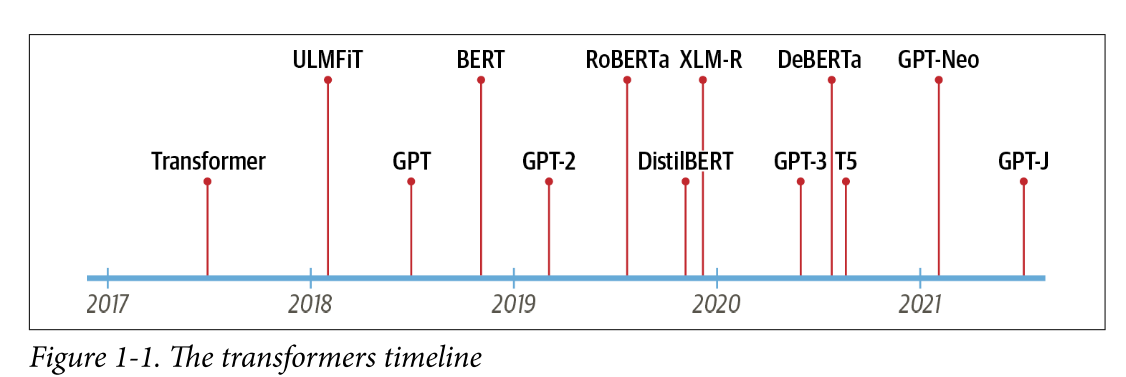 ULMFiT BERT RoBERTa XLM-R DeBERTa GPT-Neo
Transformer GPT GPT-2 DistilBERT GPT-3 T5 GPT-J
2017 2018 2019 2020 2021
Figure 1-1. The transformers timeline